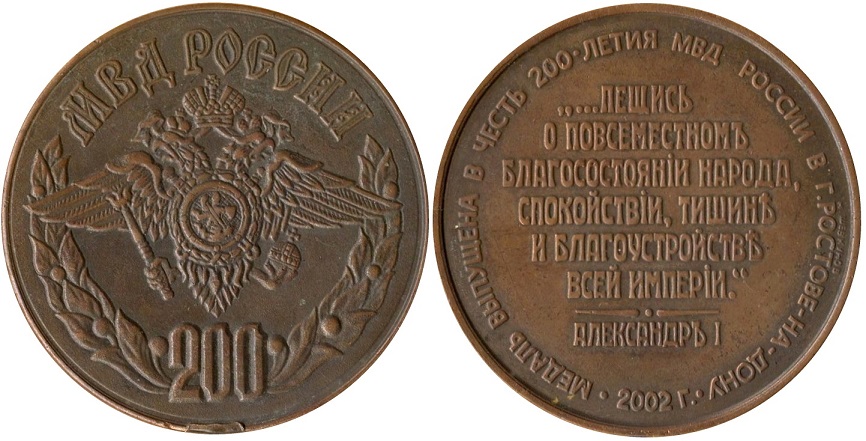 МВД РОССИИ
200
МЕДАЛЬ ВЫПУЩЕНА В ЧЕСТЬ 200-ЛЕТИЯ МВД РОССИИ В Г.РОСТОВЕ-НА-ДОНУ • 2002 Г. •
„...ПЕЩИСЬ
О ПОВСЕМЕСТНОМЪ
БЛАГОСОСТОЯНІИ НАРОДА,
СПОКОЙСТВІИ, ТИШИНѢ
И БЛАГОУСТРОЙСТВѢ
ВСЕЙ ИМПЕРІИ.“
АЛЕКСАНДРЪ I